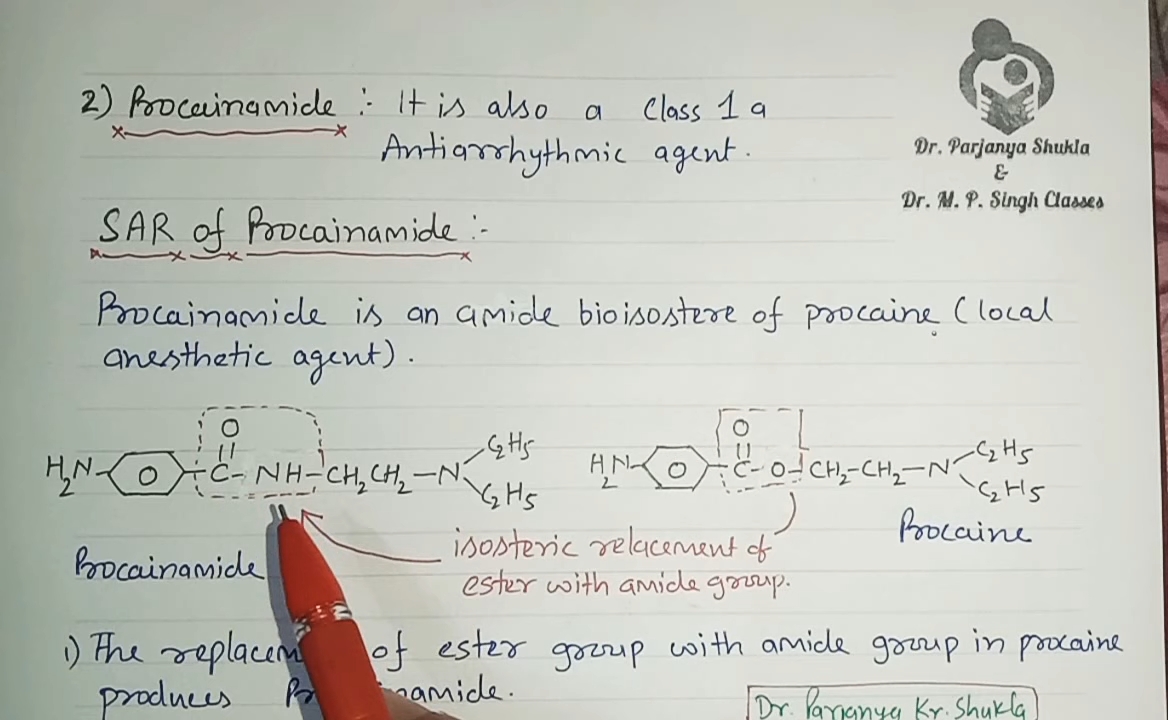 2) Procainamide :- It is also a Class 1 a
Antiarrhythmic agent.
Dr. Parjanya Shukla
&
Dr. M. P. Singh Classes
SAR of Procainamide :-
Procainamide is an amide bioisostere of procaine (local
anesthetic agent).
O
H2N- O -C-NH-CH2CH2-N C2H5 C2H5
O
H2N- O -C-O-CH2-CH2-N C2H5 C2H5
Procainamide
isosteric relacement of
ester with amide group.
Procaine
i) The replacem of ester group with amide group in procaine
produces Pr namide.
Dr. Parjanya Kr. Shukla